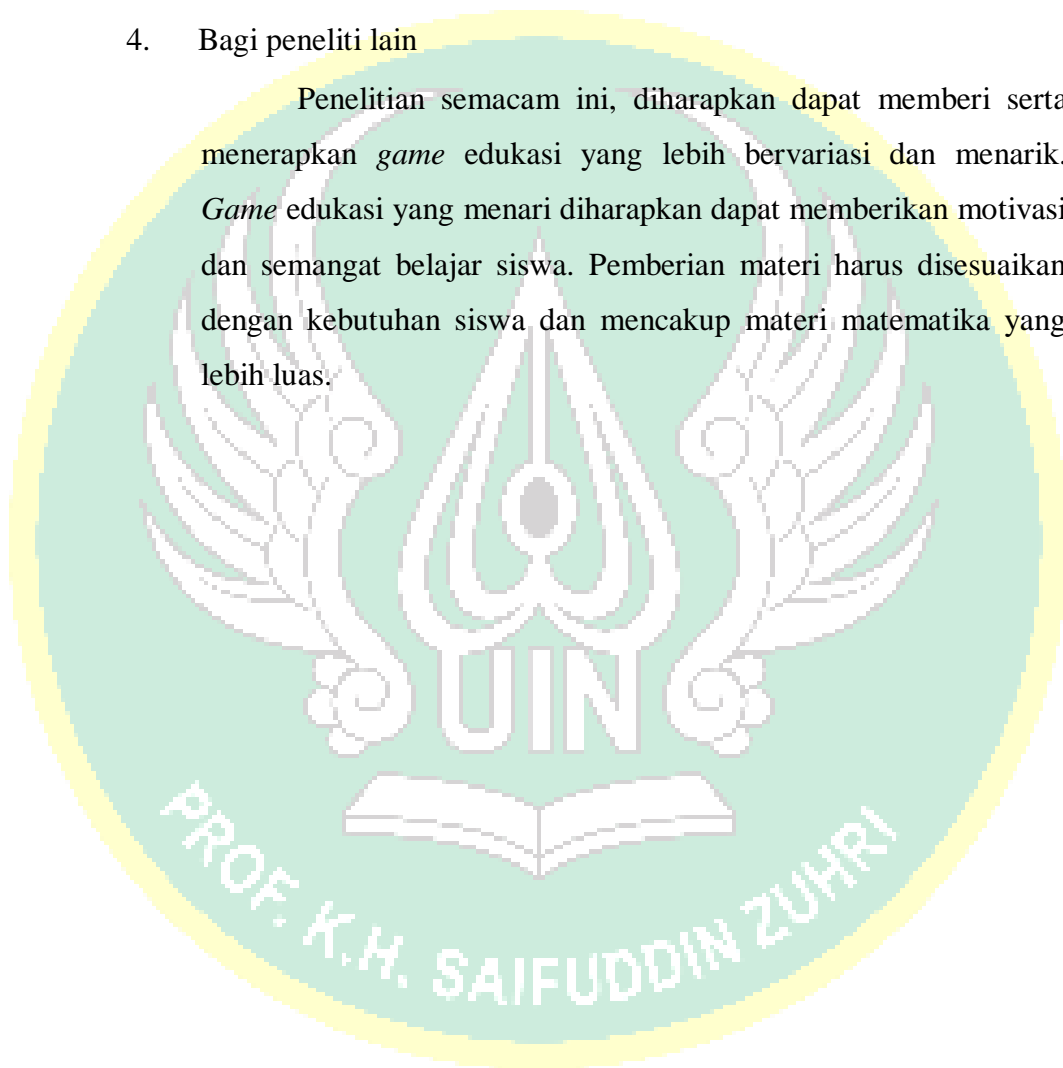 4. Bagi peneliti lain
Penelitian semacam ini, diharapkan dapat memberi serta
menerapkan game edukasi yang lebih bervariasi dan menarik.
Game edukasi yang menari diharapkan dapat memberikan motivasi
dan semangat belajar siswa. Pemberian materi harus disesuaikan
dengan kebutuhan siswa dan mencakup materi matematika yang
lebih luas.
UIN
PROF. K.H. SAIFUDDIN ZUHRI